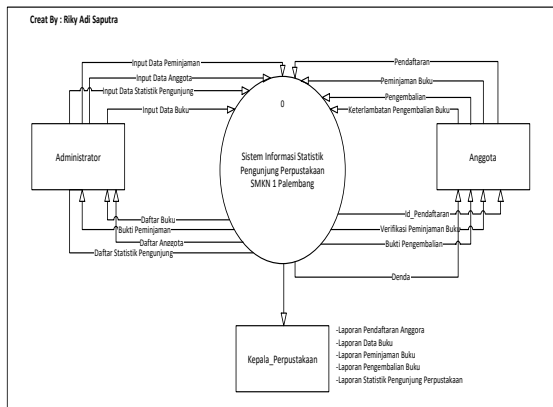 Creat By : Riky Adi Saputra
Input Data Peminjaman
Input Data Anggota
Input Data Statistik Pengunjung
Input Data Buku
Pendaftaran
Peminjaman Buku
Pengembalian
Keterlambatan Pengembalian Buku
0
Administrator
Sistem Informasi Statistik
Pengunjung Perpustakaan
SMKN 1 Palembang
Anggota
Daftar Buku
Bukti Peminjaman
Daftar Anggota
Daftar Statistik Pengunjung
Id_Pendaftaran
Verifikasi Peminjaman Buku
Bukti Pengembalian
Denda
Kepala_Perpustakaan
-Laporan Pendaftaran Anggora
-Laporan Data Buku
-Laporan Peminjaman Buku
-Laporan Pengembalian Buku
-Laporan Statistik Pengunjung Perpustakaan